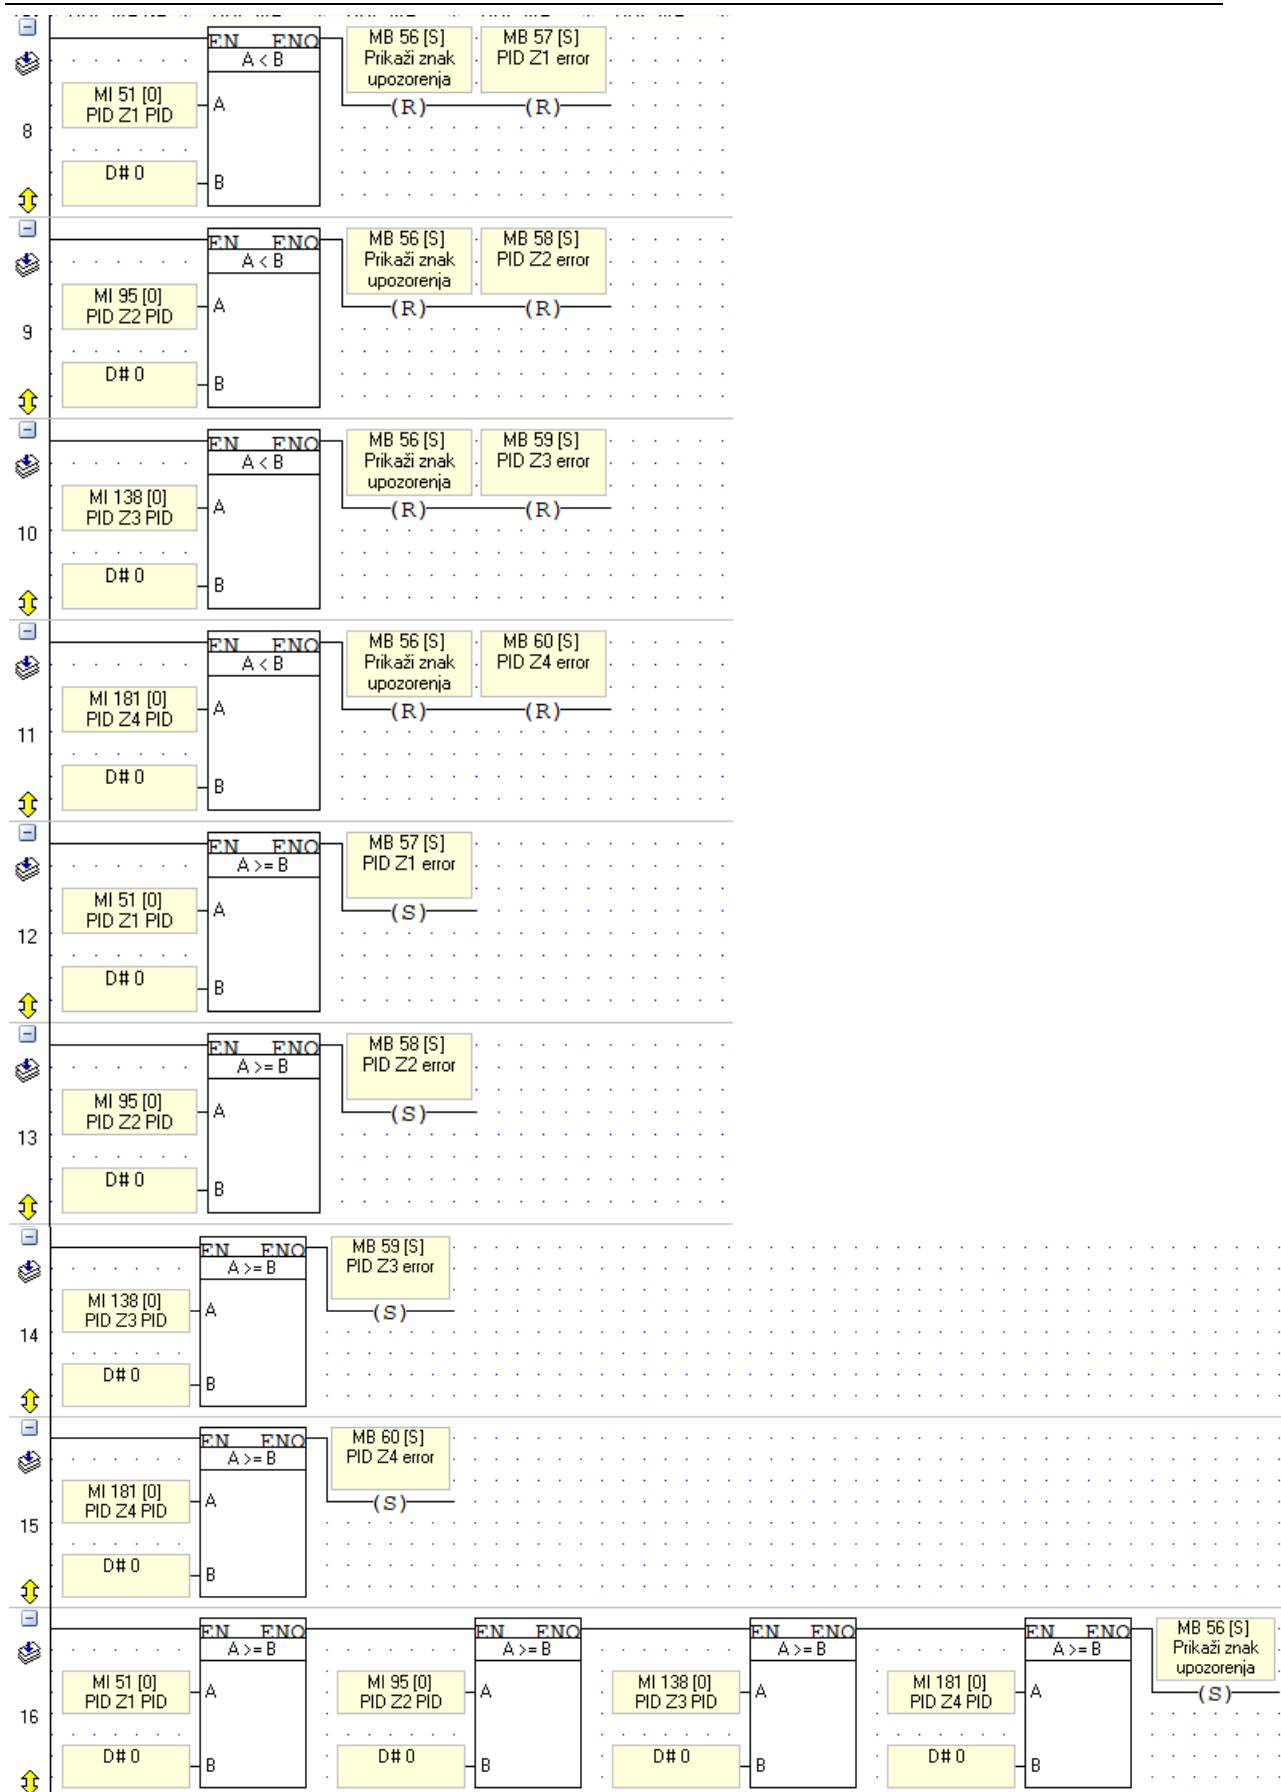 EN ENO
A < B
MB 56 [S]
Prikaži znak
upozorenja
MB 57 [S]
PID Z1 error
MI 51 [0]
PID Z1 PID
A
(R)
(R)
8
D# 0
B
EN ENO
A < B
MB 56 [S]
Prikaži znak
upozorenja
MB 58 [S]
PID Z2 error
MI 95 [0]
PID Z2 PID
A
(R)
(R)
9
D# 0
B
EN ENO
A < B
MB 56 [S]
Prikaži znak
upozorenja
MB 59 [S]
PID Z3 error
MI 138 [0]
PID Z3 PID
A
(R)
(R)
10
D# 0
B
EN ENO
A < B
MB 56 [S]
Prikaži znak
upozorenja
MB 60 [S]
PID Z4 error
MI 181 [0]
PID Z4 PID
A
(R)
(R)
11
D# 0
B
EN ENO
A >= B
MB 57 [S]
PID Z1 error
MI 51 [0]
PID Z1 PID
A
(S)
12
D# 0
B
EN ENO
A >= B
MB 58 [S]
PID Z2 error
MI 95 [0]
PID Z2 PID
A
(S)
13
D# 0
B
EN ENO
A >= B
MB 59 [S]
PID Z3 error
MI 138 [0]
PID Z3 PID
A
(S)
14
D# 0
B
EN ENO
A >= B
MB 60 [S]
PID Z4 error
MI 181 [0]
PID Z4 PID
A
(S)
15
D# 0
B
EN ENO
A >= B
EN ENO
A >= B
EN ENO
A >= B
EN ENO
A >= B
MB 56 [S]
Prikaži znak
upozorenja
MI 51 [0]
PID Z1 PID
A
MI 95 [0]
PID Z2 PID
A
MI 138 [0]
PID Z3 PID
A
MI 181 [0]
PID Z4 PID
A
(S)
16
D# 0
B
D# 0
B
D# 0
B
D# 0
B